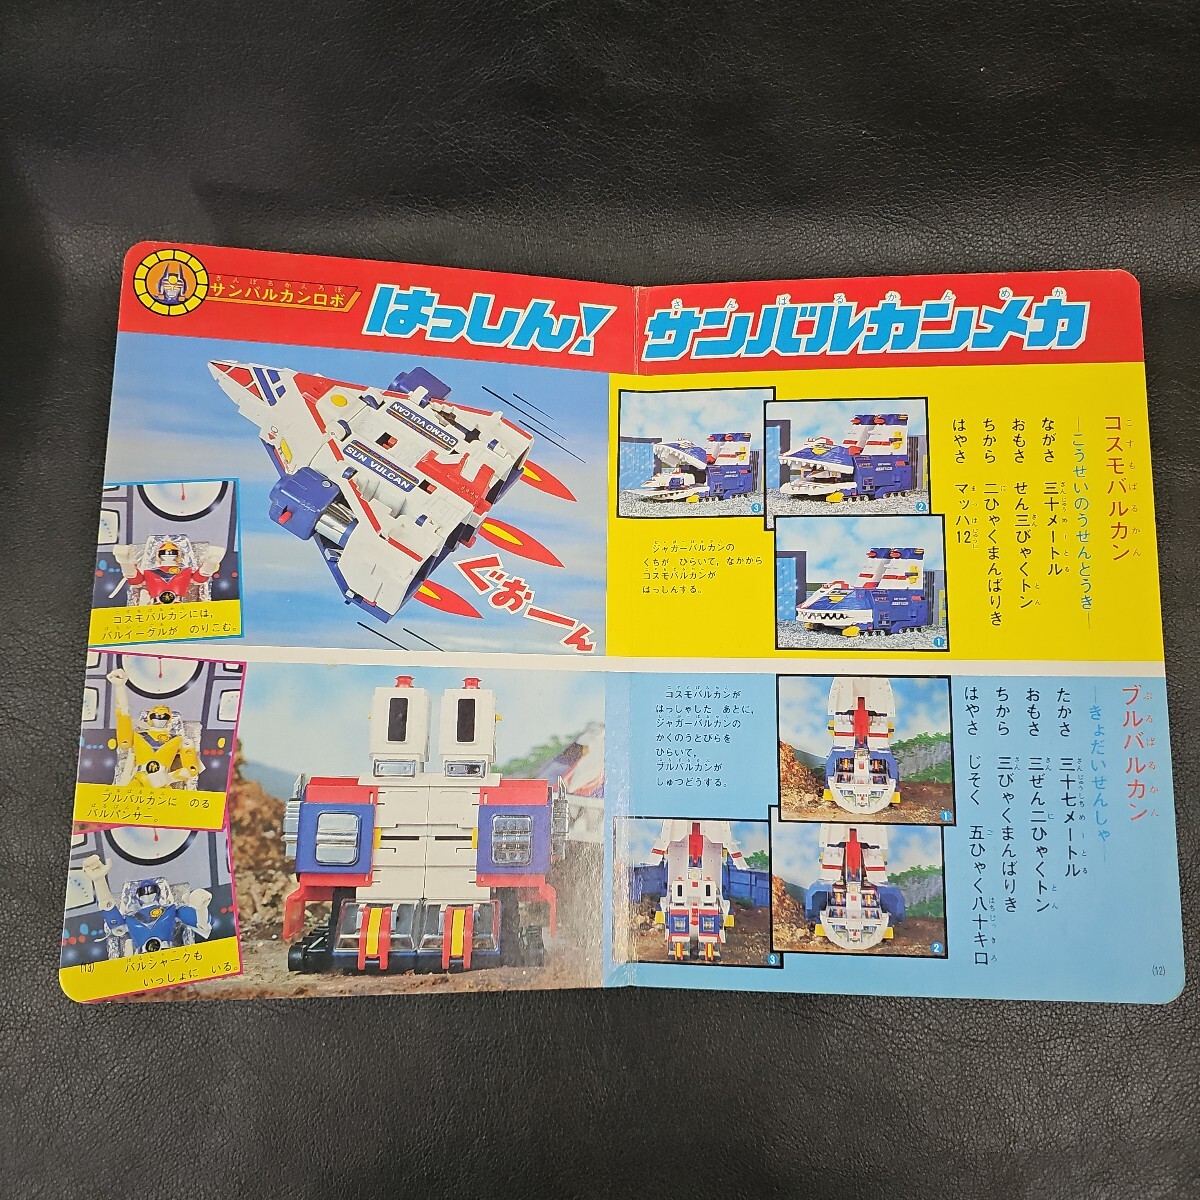 サンバルカンロボ
はっしん！
サンバルカンメカ
コスモバルカン
―こうせいのうせんとうき―
ながさ　三十メートル
おもさ　せん三びゃくトン
ちから　二ひゃくまんばりき
はやさ　マッハ12
ジャガーバルカンの
くちが　ひらいて，なかから
コスモバルカンが
はっしんする。
3
2
1
COZMO VULCAN
SUN VULCAN
ぐおーん
コスモバルカンには，
バルイーグルが　のりこむ。
ブルバルカン
―きょだいせんしゃ―
たかさ　三十七メートル
おもさ　三ぜん二ひゃくトン
ちから　三びゃくまんばりき
はやさ　じそく　五ひゃく八十キロ
コスモバルカンが
はっしゃした　あとに，
ジャガーバルカンの
かくのうとびらを
ひらいて，
ブルバルカンが
しゅつどうする。
1
2
3
ブルバルカンに　のる
バルパンサー。
バルシャークも
いっしょに　いる。
(13)
(12)